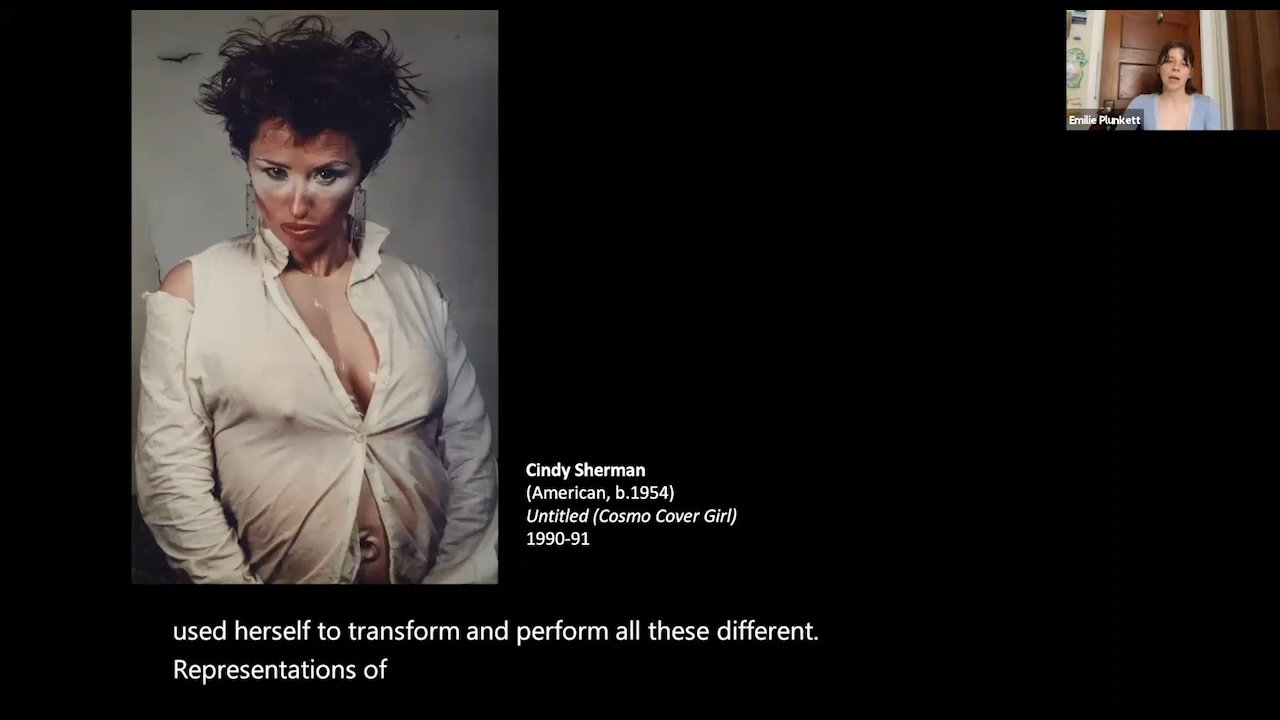 Emilie Plunkett
Cindy Sherman
(American, b.1954)
Untitled (Cosmo Cover Girl)
1990-91
used herself to transform and perform all these different.
Representations of